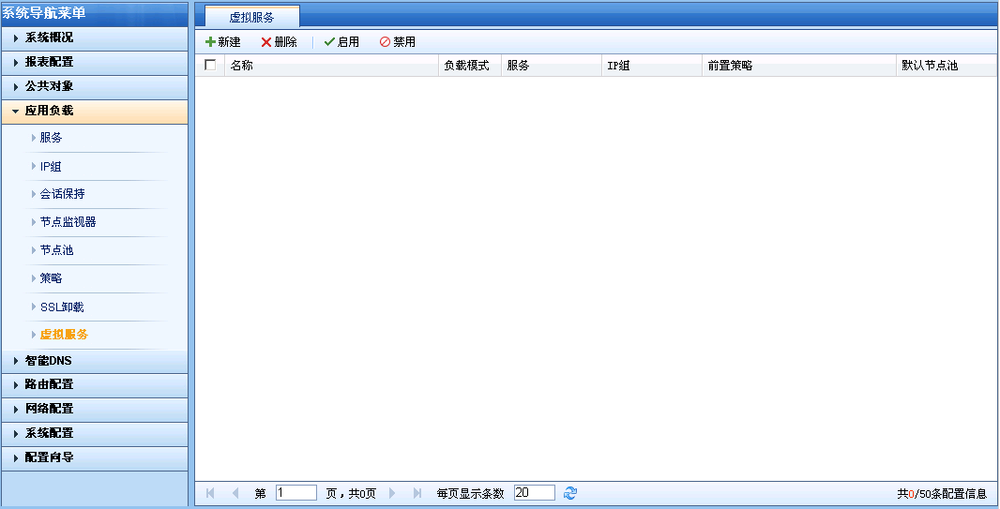 系统导航菜单
系统概况
报表配置
公共对象
应用负载
服务
IP组
会话保持
节点监视器
节点池
策略
SSL卸载
虚拟服务
智能DNS
路由配置
网络配置
系统配置
配置向导
虚拟服务
新建 删除 启用 禁用
名称 负载模式 服务 IP组 前置策略 默认节点池
第 1 页，共0页 每页显示条数 20 共0/50条配置信息